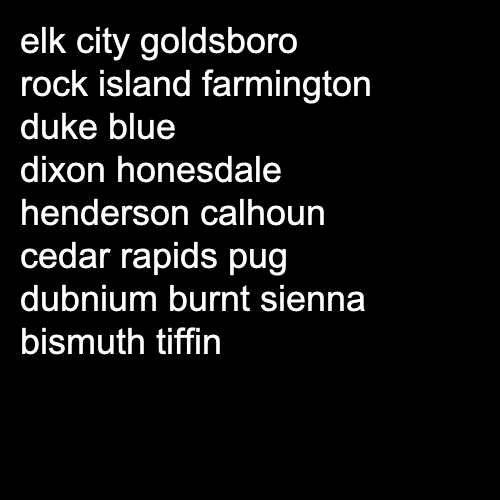 elk city goldsboro
rock island farmington
duke blue
dixon honesdale
henderson calhoun
cedar rapids pug
dubnium burnt sienna
bismuth tiffin